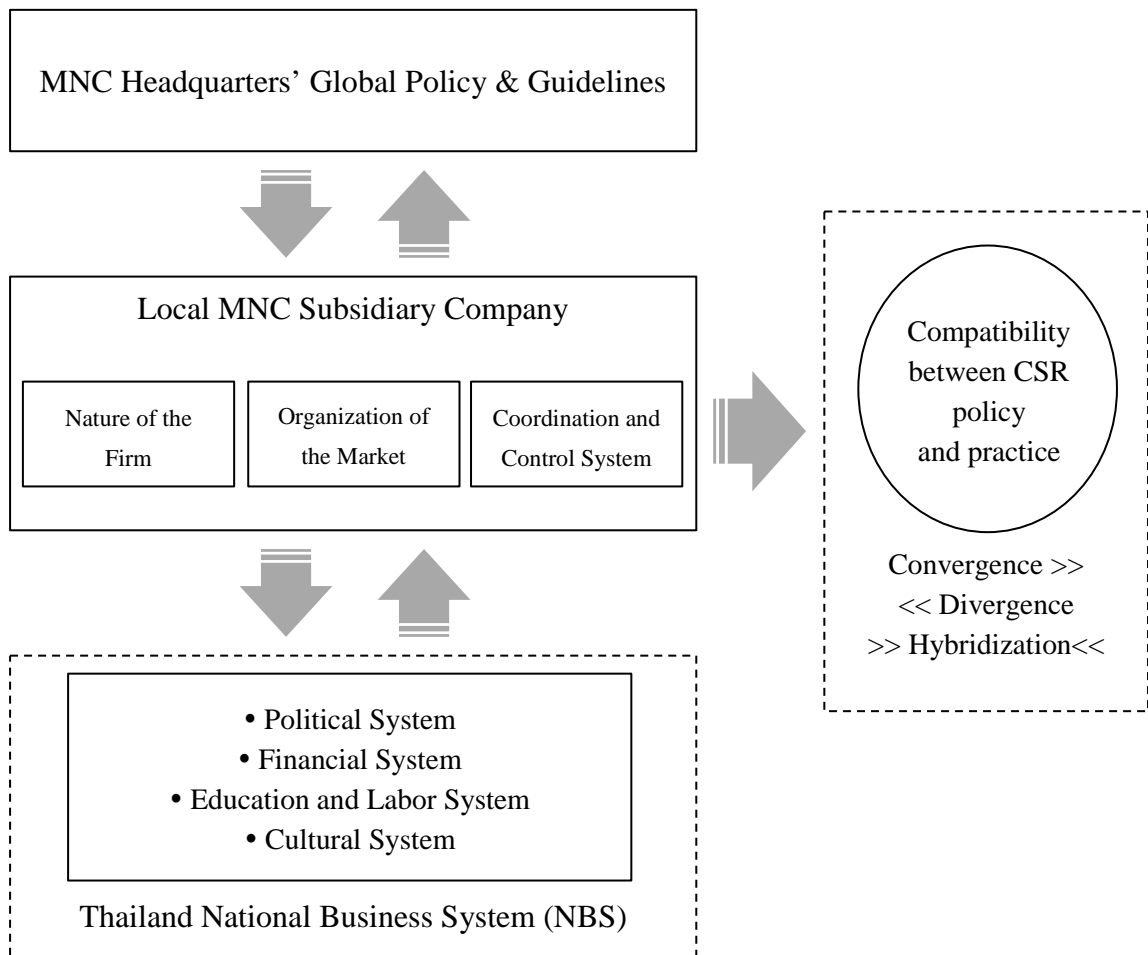 MNC Headquarters’ Global Policy & Guidelines
Local MNC Subsidiary Company
Nature of the
Firm
Organization of
the Market
Coordination and
Control System
Compatibility
between CSR
policy
and practice
Convergence >>
<< Divergence
>> Hybridization<<
• Political System
• Financial System
• Education and Labor System
• Cultural System
Thailand National Business System (NBS)